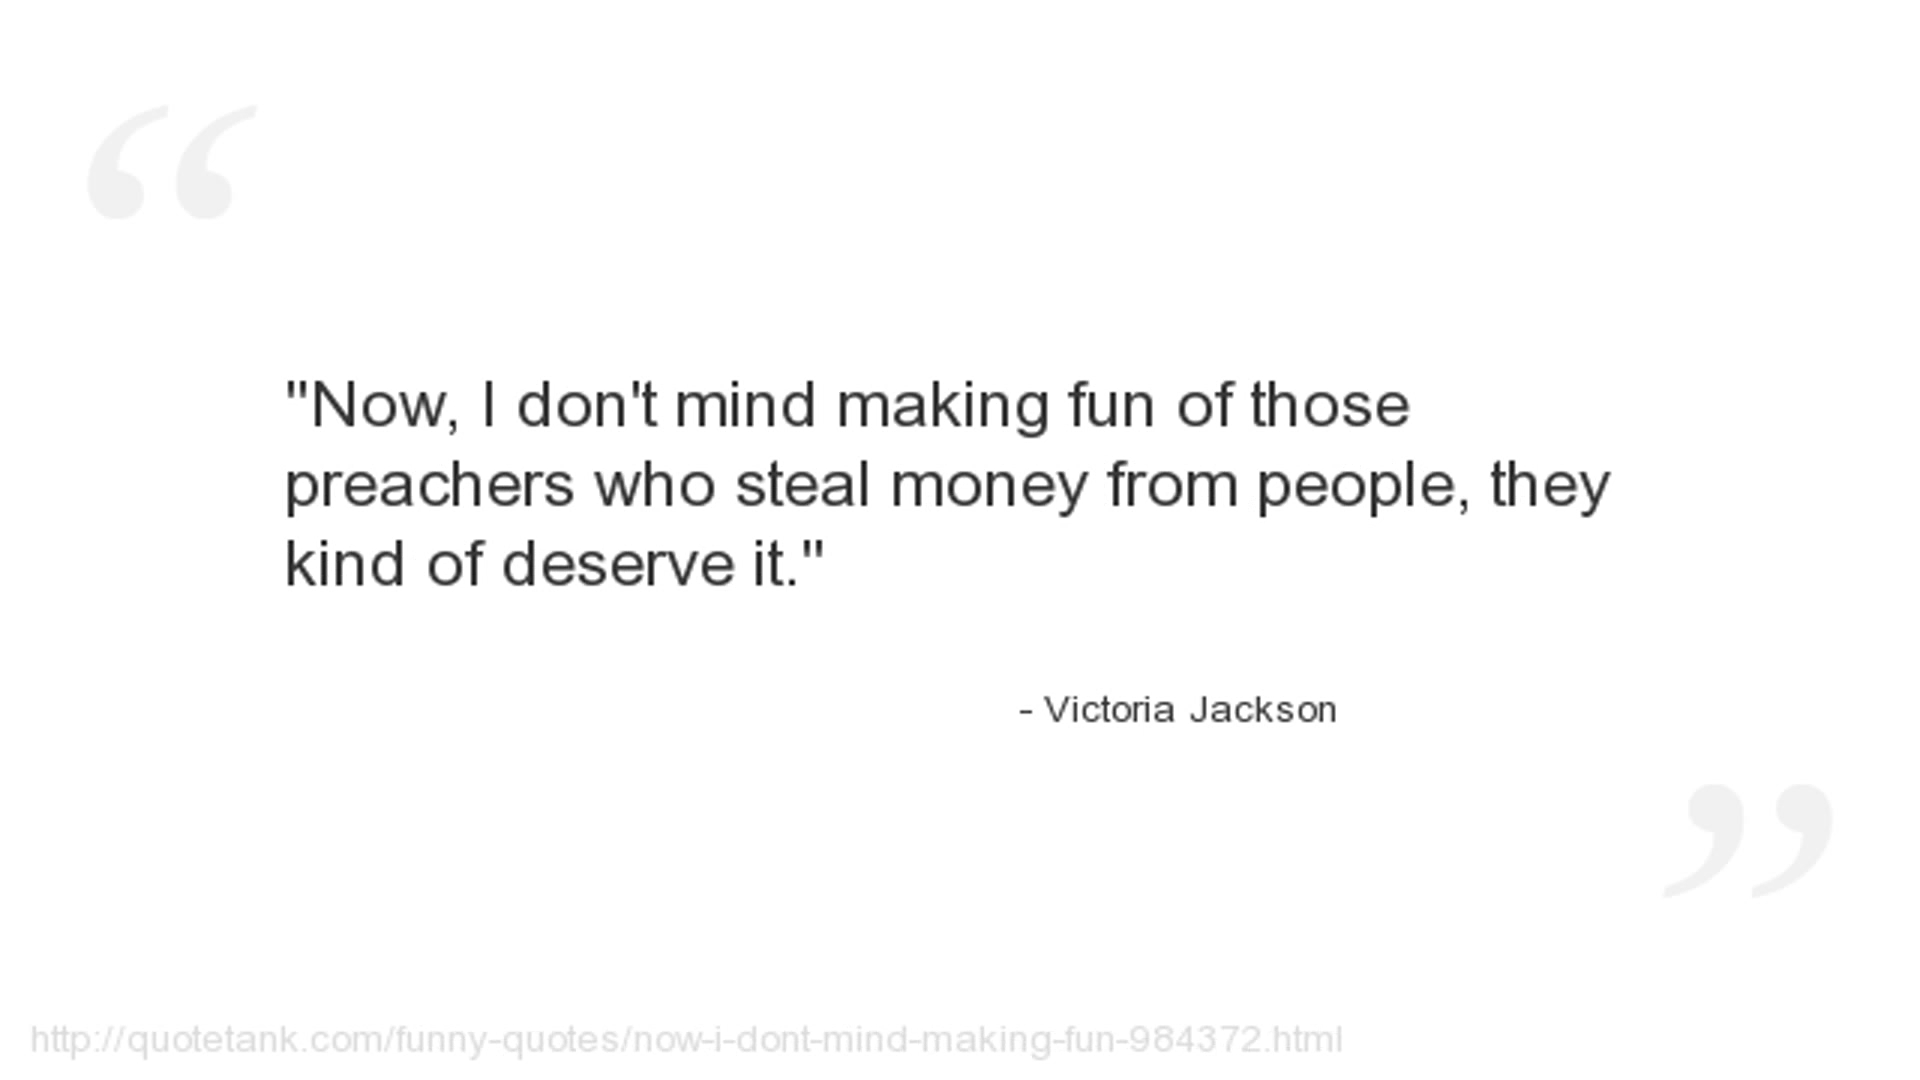 "Now, I don't mind making fun of those
preachers who steal money from people, they
kind of deserve it."
- Victoria Jackson
http://quotetank.com/funny-quotes/now-i-dont-mind-making-fun-984372.html